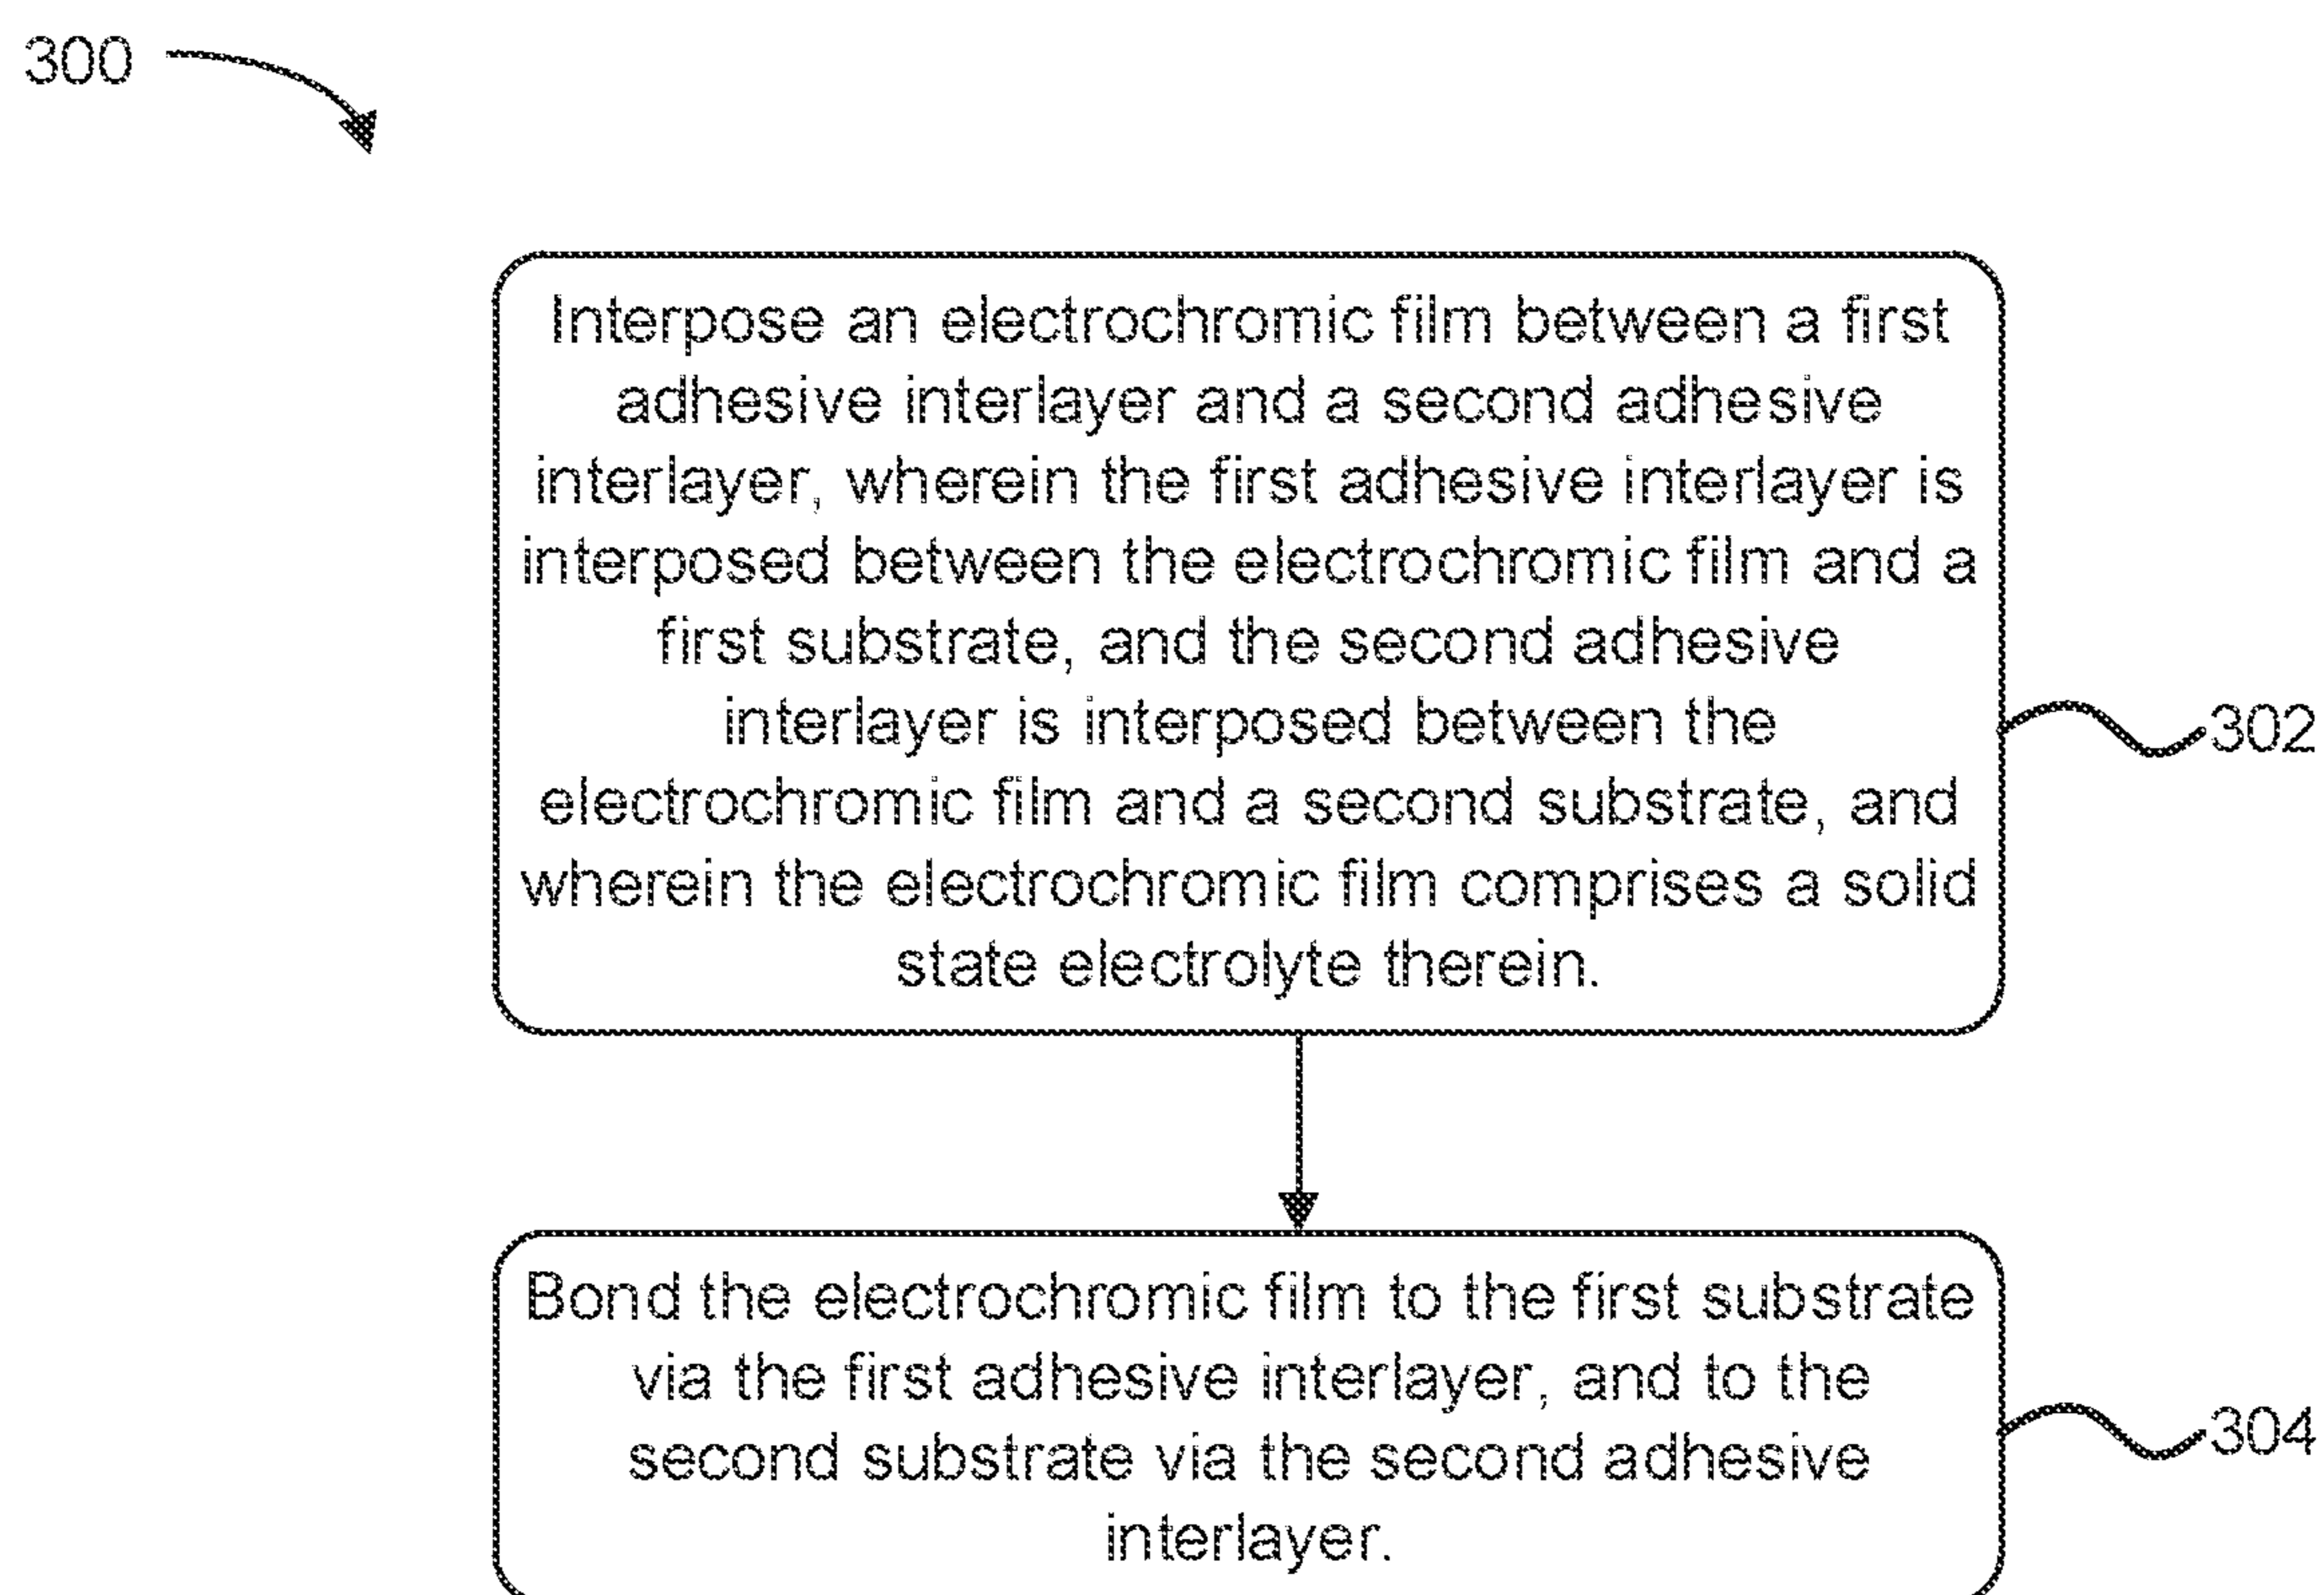 300
Interpose an electrochromic film between a first
adhesive interlayer and a second adhesive
interlayer, wherein the first adhesive interlayer is
interposed between the electrochromic film and a
first substrate, and the second adhesive
interlayer is interposed between the
electrochromic film and a second substrate, and
wherein the electrochromic film comprises a solid
state electrolyte therein.
302
Bond the electrochromic film to the first substrate
via the first adhesive interlayer, and to the
second substrate via the second adhesive
interlayer.
304